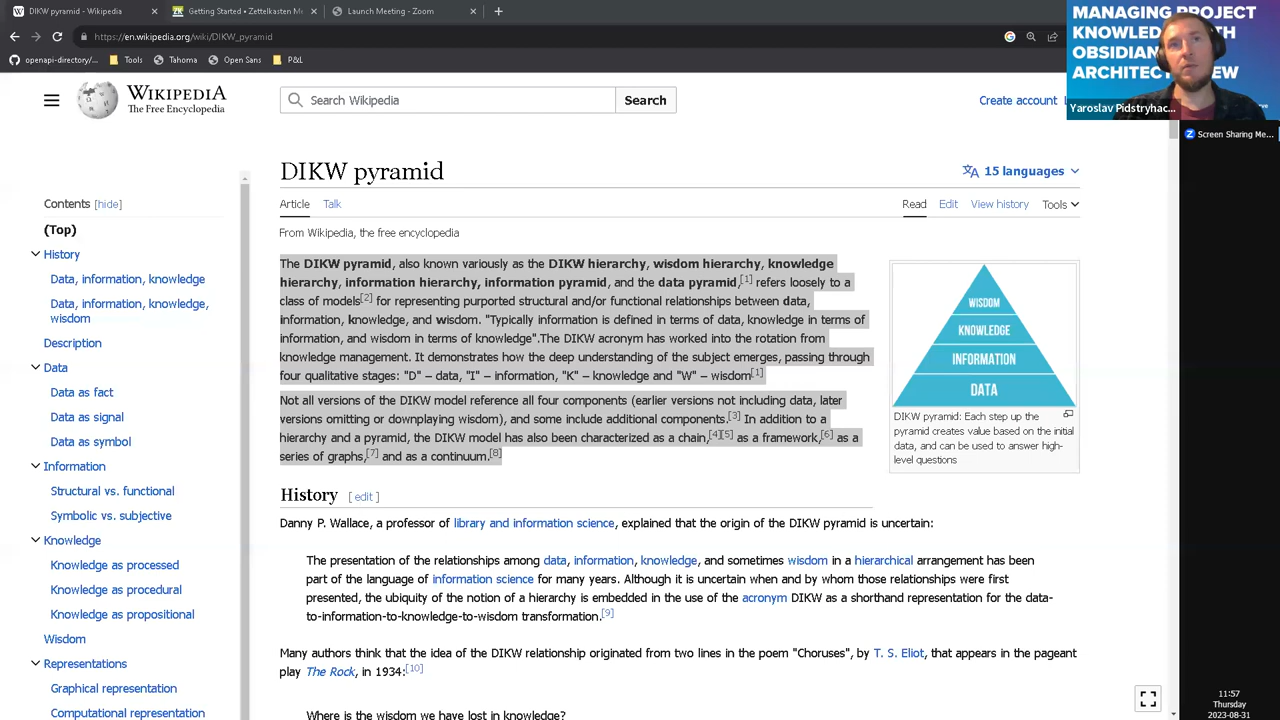 DIKW pyramid - Wikipedia
Getting Started • Zettelkasten M
Launch Meeting - Zoom
https://en.wikipedia.org/wiki/DIKW_pyramid
openapi-directory/...
Tools
Tahoma
Open Sans
P&L
MANAGING PROJECT
OBSIDIAN
Yaroslav Pidstryhac...
Screen Sharing Me...
WIKIPEDIA
The Free Encyclopedia
Search Wikipedia
Search
Create account
DIKW pyramid
15 languages
Article
Talk
Read
Edit
View history
Tools
From Wikipedia, the free encyclopedia
Contents [hide]
(Top)
History
Data, information, knowledge
Data, information, knowledge,
wisdom
Description
Data
Data as fact
Data as signal
Data as symbol
Information
Structural vs. functional
Symbolic vs. subjective
Knowledge
Knowledge as processed
Knowledge as procedural
Knowledge as propositional
Wisdom
Representations
Graphical representation
Computational representation
The DIKW pyramid, also known variously as the DIKW hierarchy, wisdom hierarchy, knowledge
hierarchy, information hierarchy, information pyramid, and the data pyramid,[1] refers loosely to a
class of models[2] for representing purported structural and/or functional relationships between data,
information, knowledge, and wisdom. "Typically information is defined in terms of data, knowledge in terms of
information, and wisdom in terms of knowledge".The DIKW acronym has worked into the rotation from
knowledge management. It demonstrates how the deep understanding of the subject emerges, passing through
four qualitative stages: "D" – data, "I" – information, "K" – knowledge and "W" – wisdom[1]
Not all versions of the DIKW model reference all four components (earlier versions not including data, later
versions omitting or downplaying wisdom), and some include additional components.[3] In addition to a
hierarchy and a pyramid, the DIKW model has also been characterized as a chain,[4][5] as a framework,[6] as a
series of graphs,[7] and as a continuum.[8]
WISDOM
KNOWLEDGE
INFORMATION
DATA
DIKW pyramid: Each step up the
pyramid creates value based on the initial
data, and can be used to answer high-
level questions
History [ edit ]
Danny P. Wallace, a professor of library and information science, explained that the origin of the DIKW pyramid is uncertain:
The presentation of the relationships among data, information, knowledge, and sometimes wisdom in a hierarchical arrangement has been
part of the language of information science for many years. Although it is uncertain when and by whom those relationships were first
presented, the ubiquity of the notion of a hierarchy is embedded in the use of the acronym DIKW as a shorthand representation for the data-
to-information-to-knowledge-to-wisdom transformation.[9]
Many authors think that the idea of the DIKW relationship originated from two lines in the poem "Choruses", by T. S. Eliot, that appears in the pageant
play The Rock, in 1934:[10]
Where is the wisdom we have lost in knowledge?
11:57
Thursday
2023-08-31